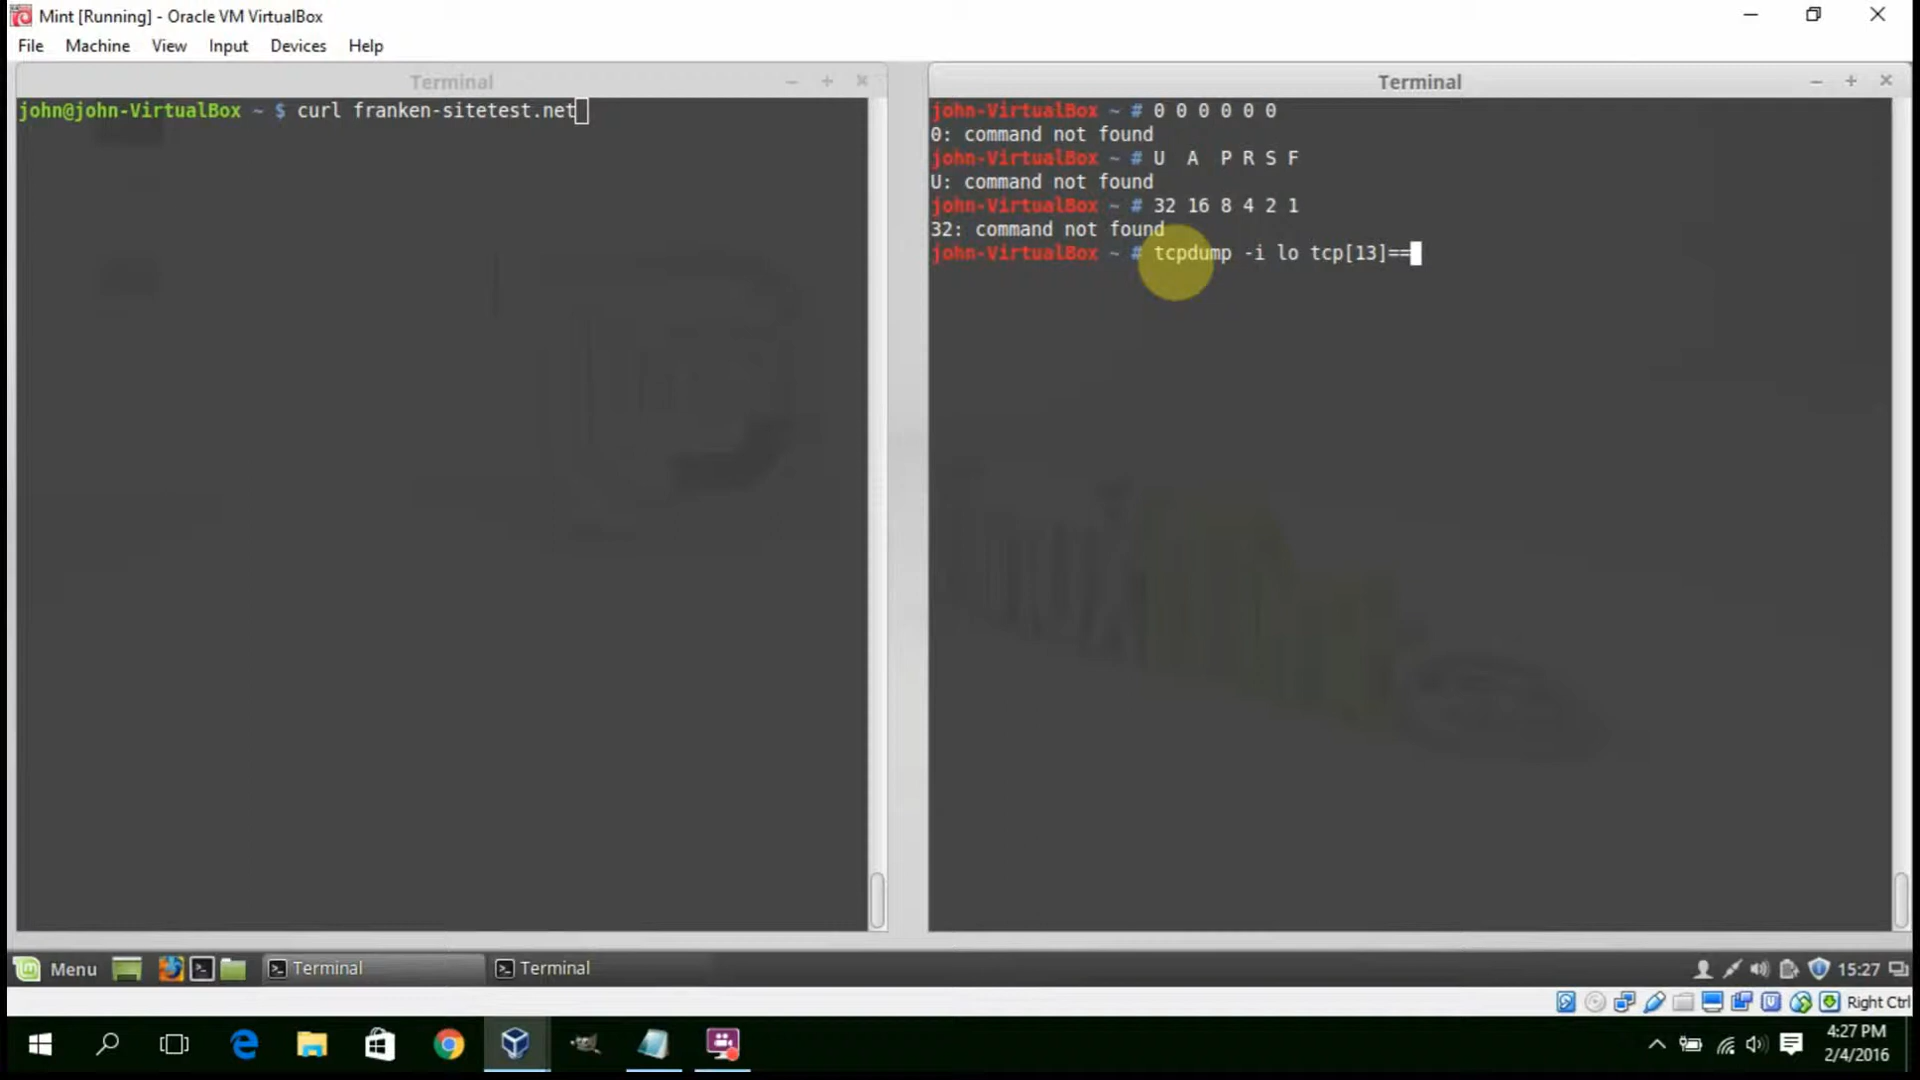 Mint [Running] - Oracle VM VirtualBox
File Machine View Input Devices Help
Terminal
john@john-VirtualBox ~ $ curl franken-sitetest.net
Terminal
john-VirtualBox ~ # 0 0 0 0 0 0
0: command not found
john-VirtualBox ~ # U  A  P R S F
U: command not found
john-VirtualBox ~ # 32 16 8 4 2 1
32: command not found
john-VirtualBox ~ # tcpdump -i lo tcp[13]==
Menu Terminal Terminal 15:27
Right Ctrl
4:27 PM
2/4/2016